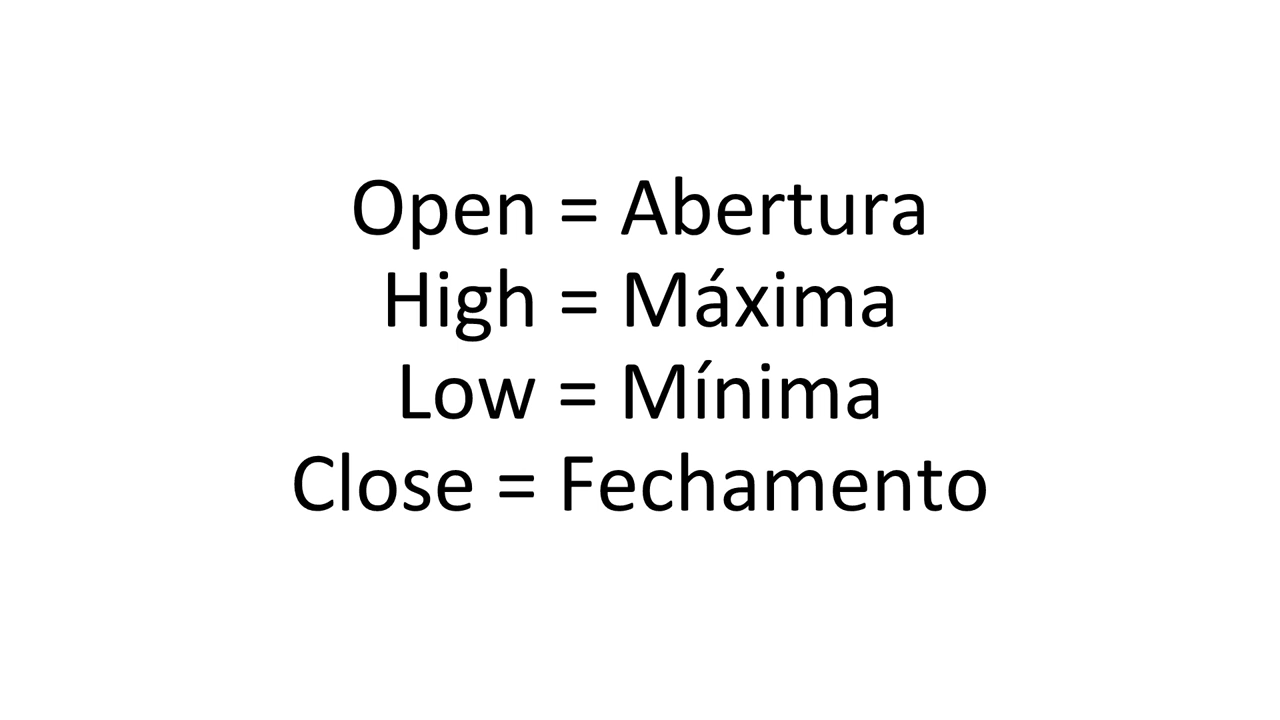 Open = Abertura
High = Máxima
Low = Mínima
Close = Fechamento